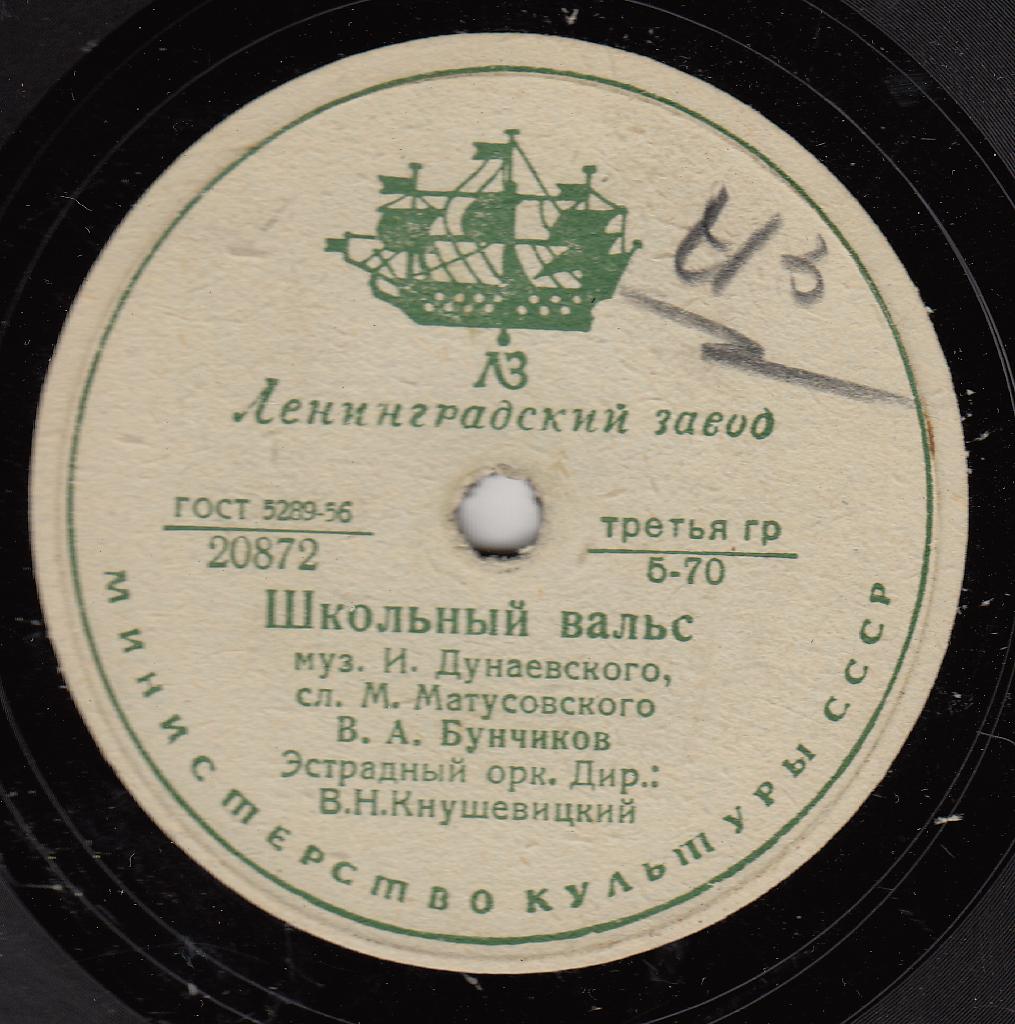 ЛЗ
Ленинградский завод
ГОСТ 5289-56
20872
третья гр
Б-70
Школьный вальс
муз. И. Дунаевского,
сл. М. Матусовского
В. А. Бунчиков
Эстрадный орк. Дир.:
В.Н.Кнушевицкий
МИНИСТЕРСТВО КУЛЬТУРЫ СССР